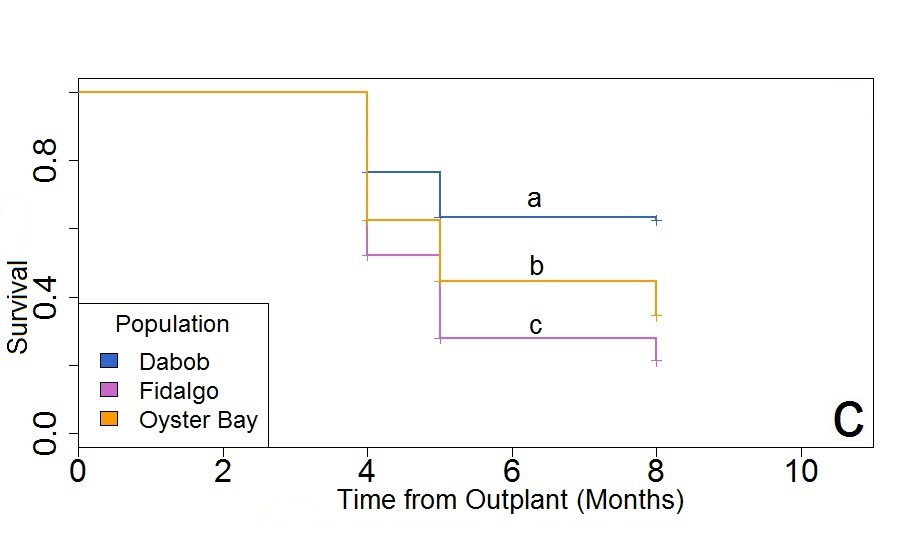 0.8
0.4
0.0
Survival
a
b
c
Population
Dabob
Fidalgo
Oyster Bay
C
0 2 4 6 8 10
Time from Outplant (Months)